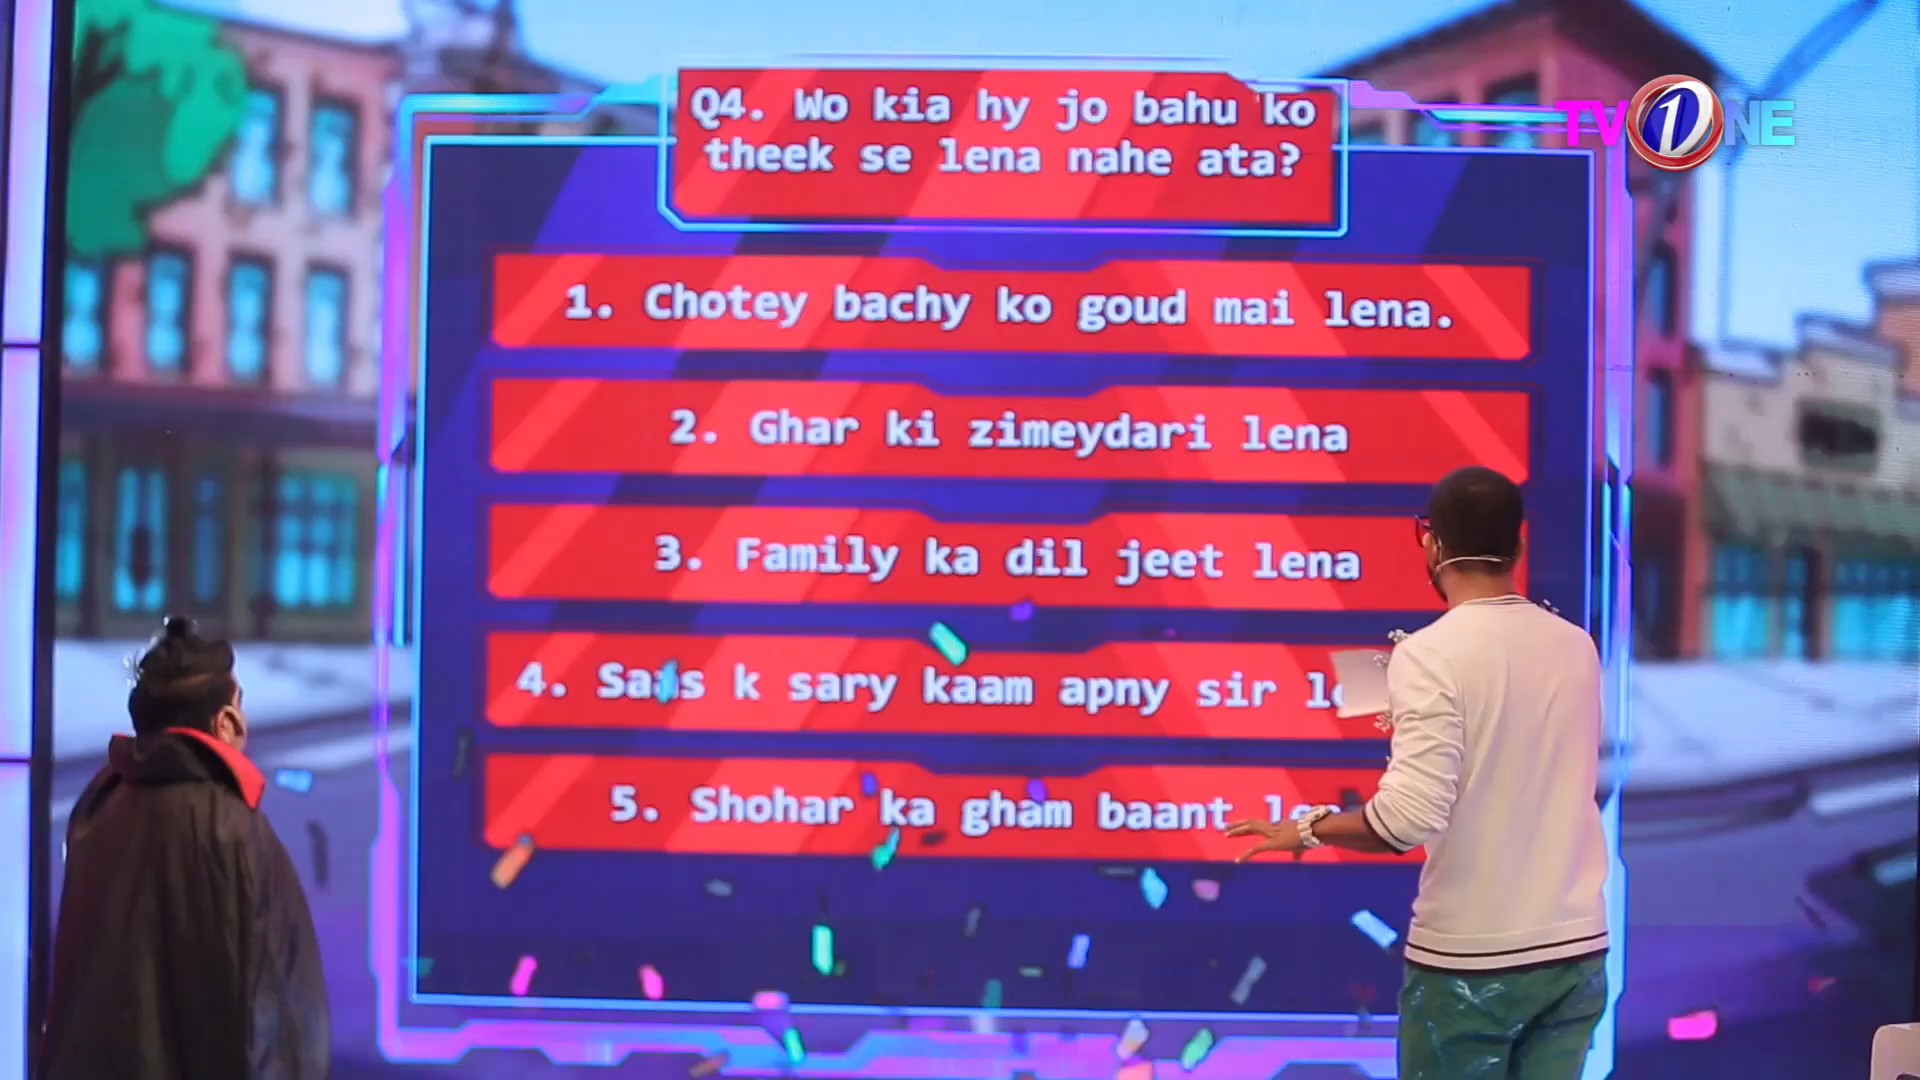 Q4. Wo kia hy jo bahu ko
theek se lena nahe ata?
TV ONE
1. Chotey bachy ko goud mai lena.
2. Ghar ki zimeydari lena
3. Family ka dil jeet lena
4. Saas k sary kaam apny sir
5. Shohar ka gham baant